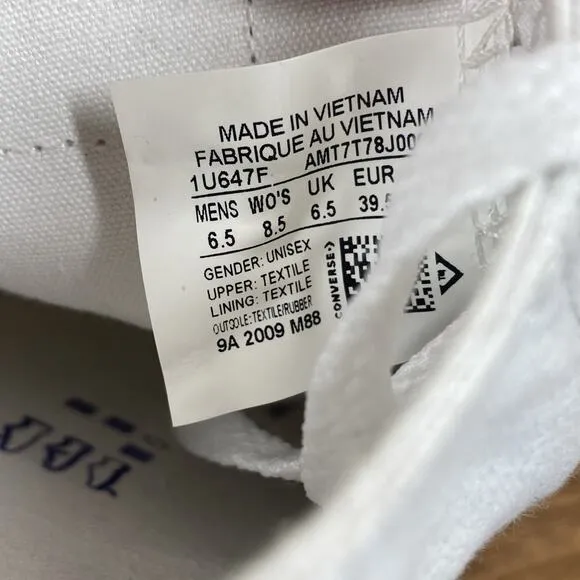 MADE IN VIETNAM
FABRIQUE AU VIETNAM
1U647F
MENS WO'S UK EUR
6.5 8.5 6.5
GENDER: UNISEX
UPPER: TEXTILE
LINING: TEXTILE
OUTSOLE: TEXTILE/RUBBER
9A 2009 M88
CONVERSE